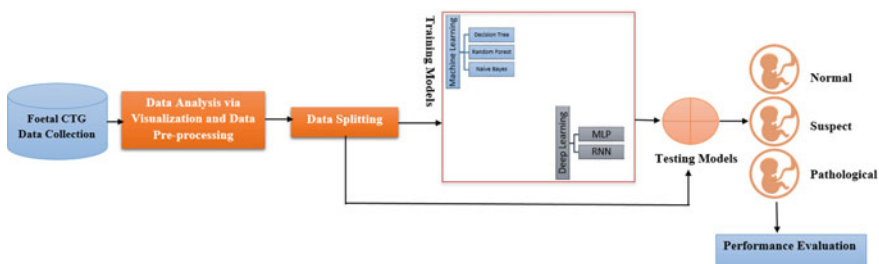 Foetal CTG
Data Collection
Data Analysis via
Visualization and Data
Pre-processing
Data Splitting
Training Models
Machine Learning
Decision Tree
Random Forest
Naive Bayes
Deep Learning
MLP
RNN
Testing Models
Normal
Suspect
Pathological
Performance Evaluation